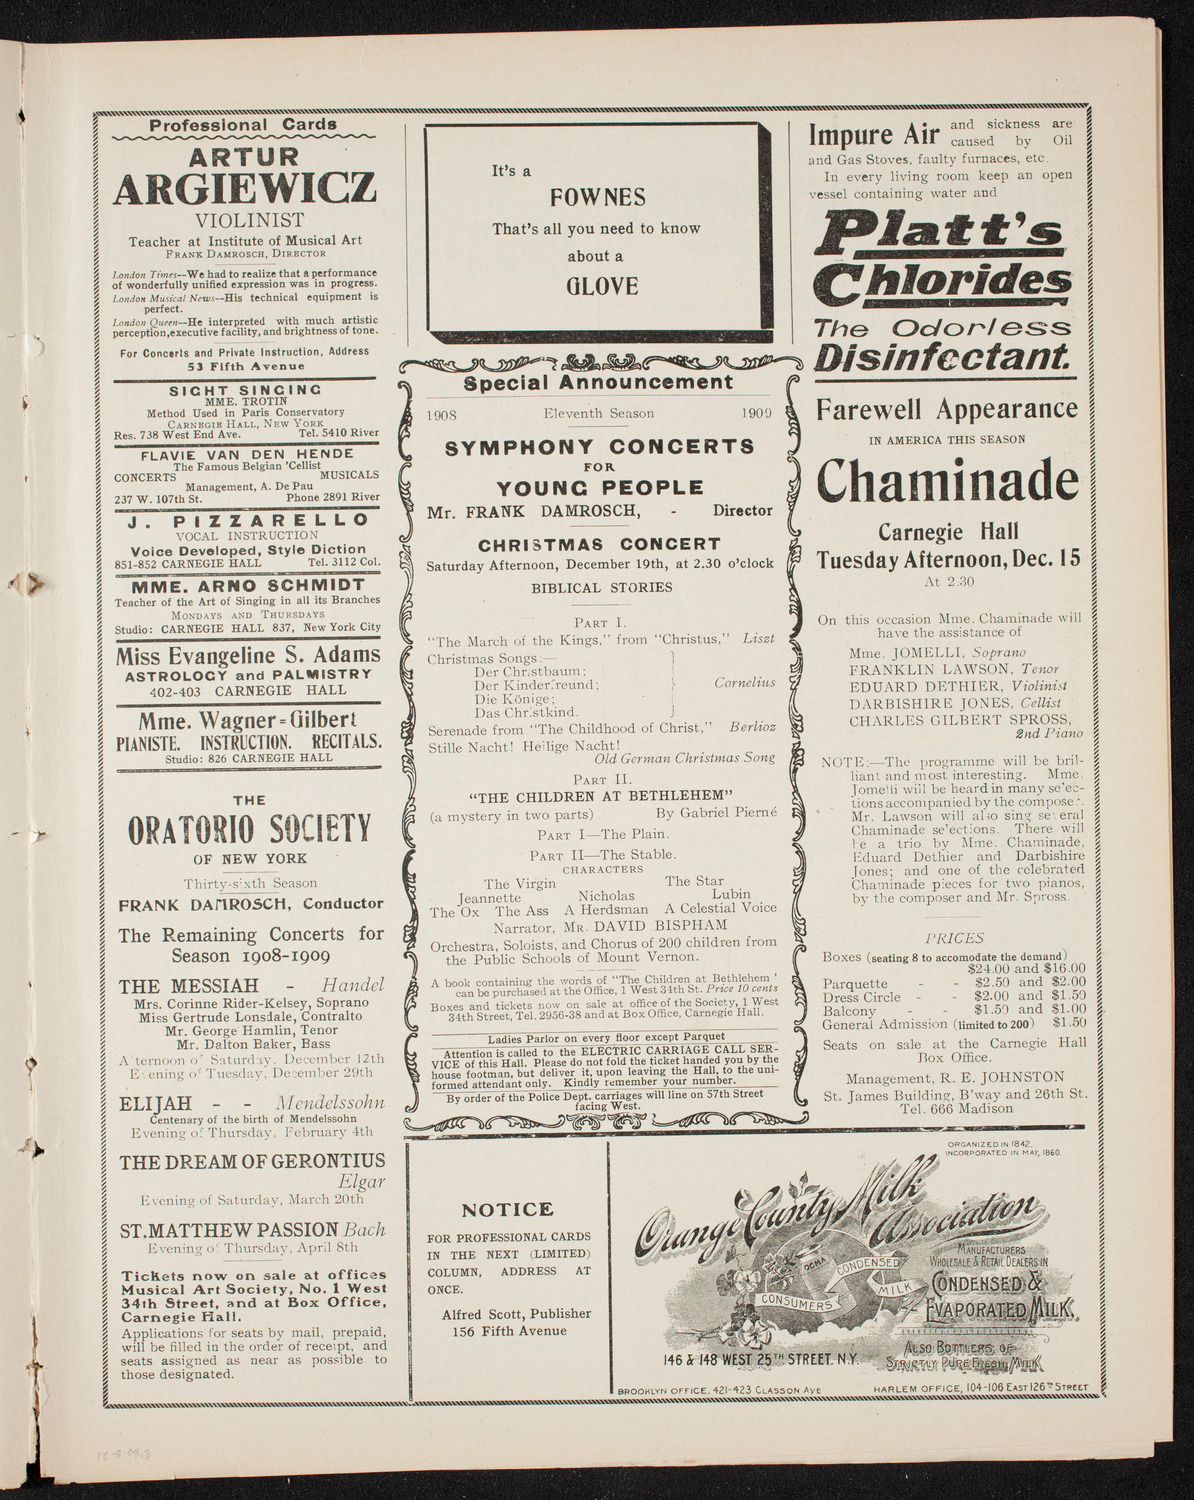 Professional Cards
ARTUR
ARGIEWICZ
VIOLINIST
Teacher at Institute of Musical Art
FRANK DAMROSCH, DIRECTOR
London Times--We had to realize that a performance
of wonderfully unified expression was in progress.
London Musical News--His technical equipment is
perfect.
London Queen--He interpreted with much artistic
perception, executive facility, and brightness of tone.
For Concerts and Private Instruction, Address
53 Fifth Avenue
SIGHT SINGING
MME. TROTIN
Method Used in Paris Conservatory
CARNEGIE HALL, NEW YORK
Res. 738 West End Ave. Tel. 5410 River
FLAVIE VAN DEN HENDE
The Famous Belgian 'Cellist
CONCERTS MUSICALS
Management, A. De Pau
237 W. 107th St. Phone 2891 River
J. PIZZARELLO
VOCAL INSTRUCTION
Voice Developed, Style Diction
851-852 CARNEGIE HALL Tel. 3112 Col.
MME. ARNO SCHMIDT
Teacher of the Art of Singing in all its Branches
MONDAYS AND THURSDAYS
Studio: CARNEGIE HALL 837, New York City
Miss Evangeline S. Adams
ASTROLOGY and PALMISTRY
402-403 CARNEGIE HALL
Mme. Wagner=Gilbert
PIANISTE. INSTRUCTION. RECITALS.
Studio: 826 CARNEGIE HALL
THE
ORATORIO SOCIETY
OF NEW YORK
Thirty-sixth Season
FRANK DAMROSCH, Conductor
The Remaining Concerts for
Season 1908-1909
THE MESSIAH - Handel
Mrs. Corinne Rider-Kelsey, Soprano
Miss Gertrude Lonsdale, Contralto
Mr. George Hamlin, Tenor
Mr. Dalton Baker, Bass
Afternoon of Saturday, December 12th
Evening of Tuesday, December 29th
ELIJAH - - Mendelssohn
Centenary of the birth of Mendelssohn
Evening of Thursday, February 4th
THE DREAM OF GERONTIUS
Elgar
Evening of Saturday, March 20th
ST. MATTHEW PASSION Bach
Evening of Thursday, April 8th
Tickets now on sale at offices
Musical Art Society, No. 1 West
34th Street, and at Box Office,
Carnegie Hall.
Applications for seats by mail, prepaid,
will be filled in the order of receipt, and
seats assigned as near as possible to
those designated.
It's a
FOWNES
That's all you need to know
about a
GLOVE
Special Announcement
1908 Eleventh Season 1909
SYMPHONY CONCERTS
FOR
YOUNG PEOPLE
Mr. FRANK DAMROSCH, - Director
CHRISTMAS CONCERT
Saturday Afternoon, December 19th, at 2.30 o'clock
BIBLICAL STORIES
PART I.
"The March of the Kings," from "Christus," Liszt
Christmas Songs:—
Der Christbaum;
Der Kinderfreund;
Die Könige;
Das Christkind.
Cornelius
Serenade from "The Childhood of Christ," Berlioz
Stille Nacht! Heilige Nacht!
Old German Christmas Song
PART II.
"THE CHILDREN AT BETHLEHEM"
(a mystery in two parts) By Gabriel Pierné
PART I—The Plain.
PART II—The Stable.
CHARACTERS
The Virgin The Star
Jeannette Nicholas Lubin
The Ox The Ass A Herdsman A Celestial Voice
Narrator, MR. DAVID BISPHAM
Orchestra, Soloists, and Chorus of 200 children from
the Public Schools of Mount Vernon.
A book containing the words of "The Children at Bethlehem'
can be purchased at the Office, 1 West 34th St. Price 10 cents
Boxes and tickets now on sale at office of the Society, 1 West
34th Street, Tel. 2956-38 and at Box Office, Carnegie Hall.
Ladies Parlor on every floor except Parquet
Attention is called to the ELECTRIC CARRIAGE CALL SER-
VICE of this Hall. Please do not fold the ticket handed you by the
house footman, but deliver it, upon leaving the Hall, to the uni-
formed attendant only. Kindly remember your number.
By order of the Police Dept. carriages will line on 57th Street
facing West.
NOTICE
FOR PROFESSIONAL CARDS
IN THE NEXT (LIMITED)
COLUMN, ADDRESS AT
ONCE.
Alfred Scott, Publisher
156 Fifth Avenue
Impure Air and sickness are
caused by Oil
and Gas Stoves, faulty furnaces, etc.
In every living room keep an open
vessel containing water and
Platt's
Chlorides
The Odorless
Disinfectant.
Farewell Appearance
IN AMERICA THIS SEASON
Chaminade
Carnegie Hall
Tuesday Afternoon, Dec. 15
At 2.30
On this occasion Mme. Chaminade will
have the assistance of
Mme. JOMELLI, Soprano
FRANKLIN LAWSON, Tenor
EDUARD DETHIER, Violinist
DARBISHIRE JONES, Cellist
CHARLES GILBERT SPROSS,
2nd Piano
NOTE:—The programme will be bril-
liant and most interesting. Mme.
Jomelli will be heard in many selec-
tions accompanied by the composer.
Mr. Lawson will also sing several
Chaminade selections. There will
be a trio by Mme. Chaminade,
Eduard Dethier and Darbishire
Jones; and one of the celebrated
Chaminade pieces for two pianos,
by the composer and Mr. Spross.
PRICES
Boxes (seating 8 to accomodate the demand)
$24.00 and $16.00
Parquette - - $2.50 and $2.00
Dress Circle - - $2.00 and $1.50
Balcony - - $1.50 and $1.00
General Admission (limited to 200) $1.50
Seats on sale at the Carnegie Hall
Box Office.
Management, R. E. JOHNSTON
St. James Building, B'way and 26th St.
Tel. 666 Madison
ORGANIZED IN 1842.
INCORPORATED IN MAY, 1860.
Orange County Milk
Association
MANUFACTURERS
WHOLESALE & RETAIL DEALERS IN
CONDENSED &
EVAPORATED MILK.
OCMA
CONDENSED
MILK
CONSUMERS
ALSO BOTTLERS OF
STRICTLY PURE FRESH MILK
146 & 148 WEST 25TH STREET. N.Y.
BROOKLYN OFFICE, 421-423 CLASSON AVE
HARLEM OFFICE, 104-106 EAST 126TH STREET
12-9-08.3